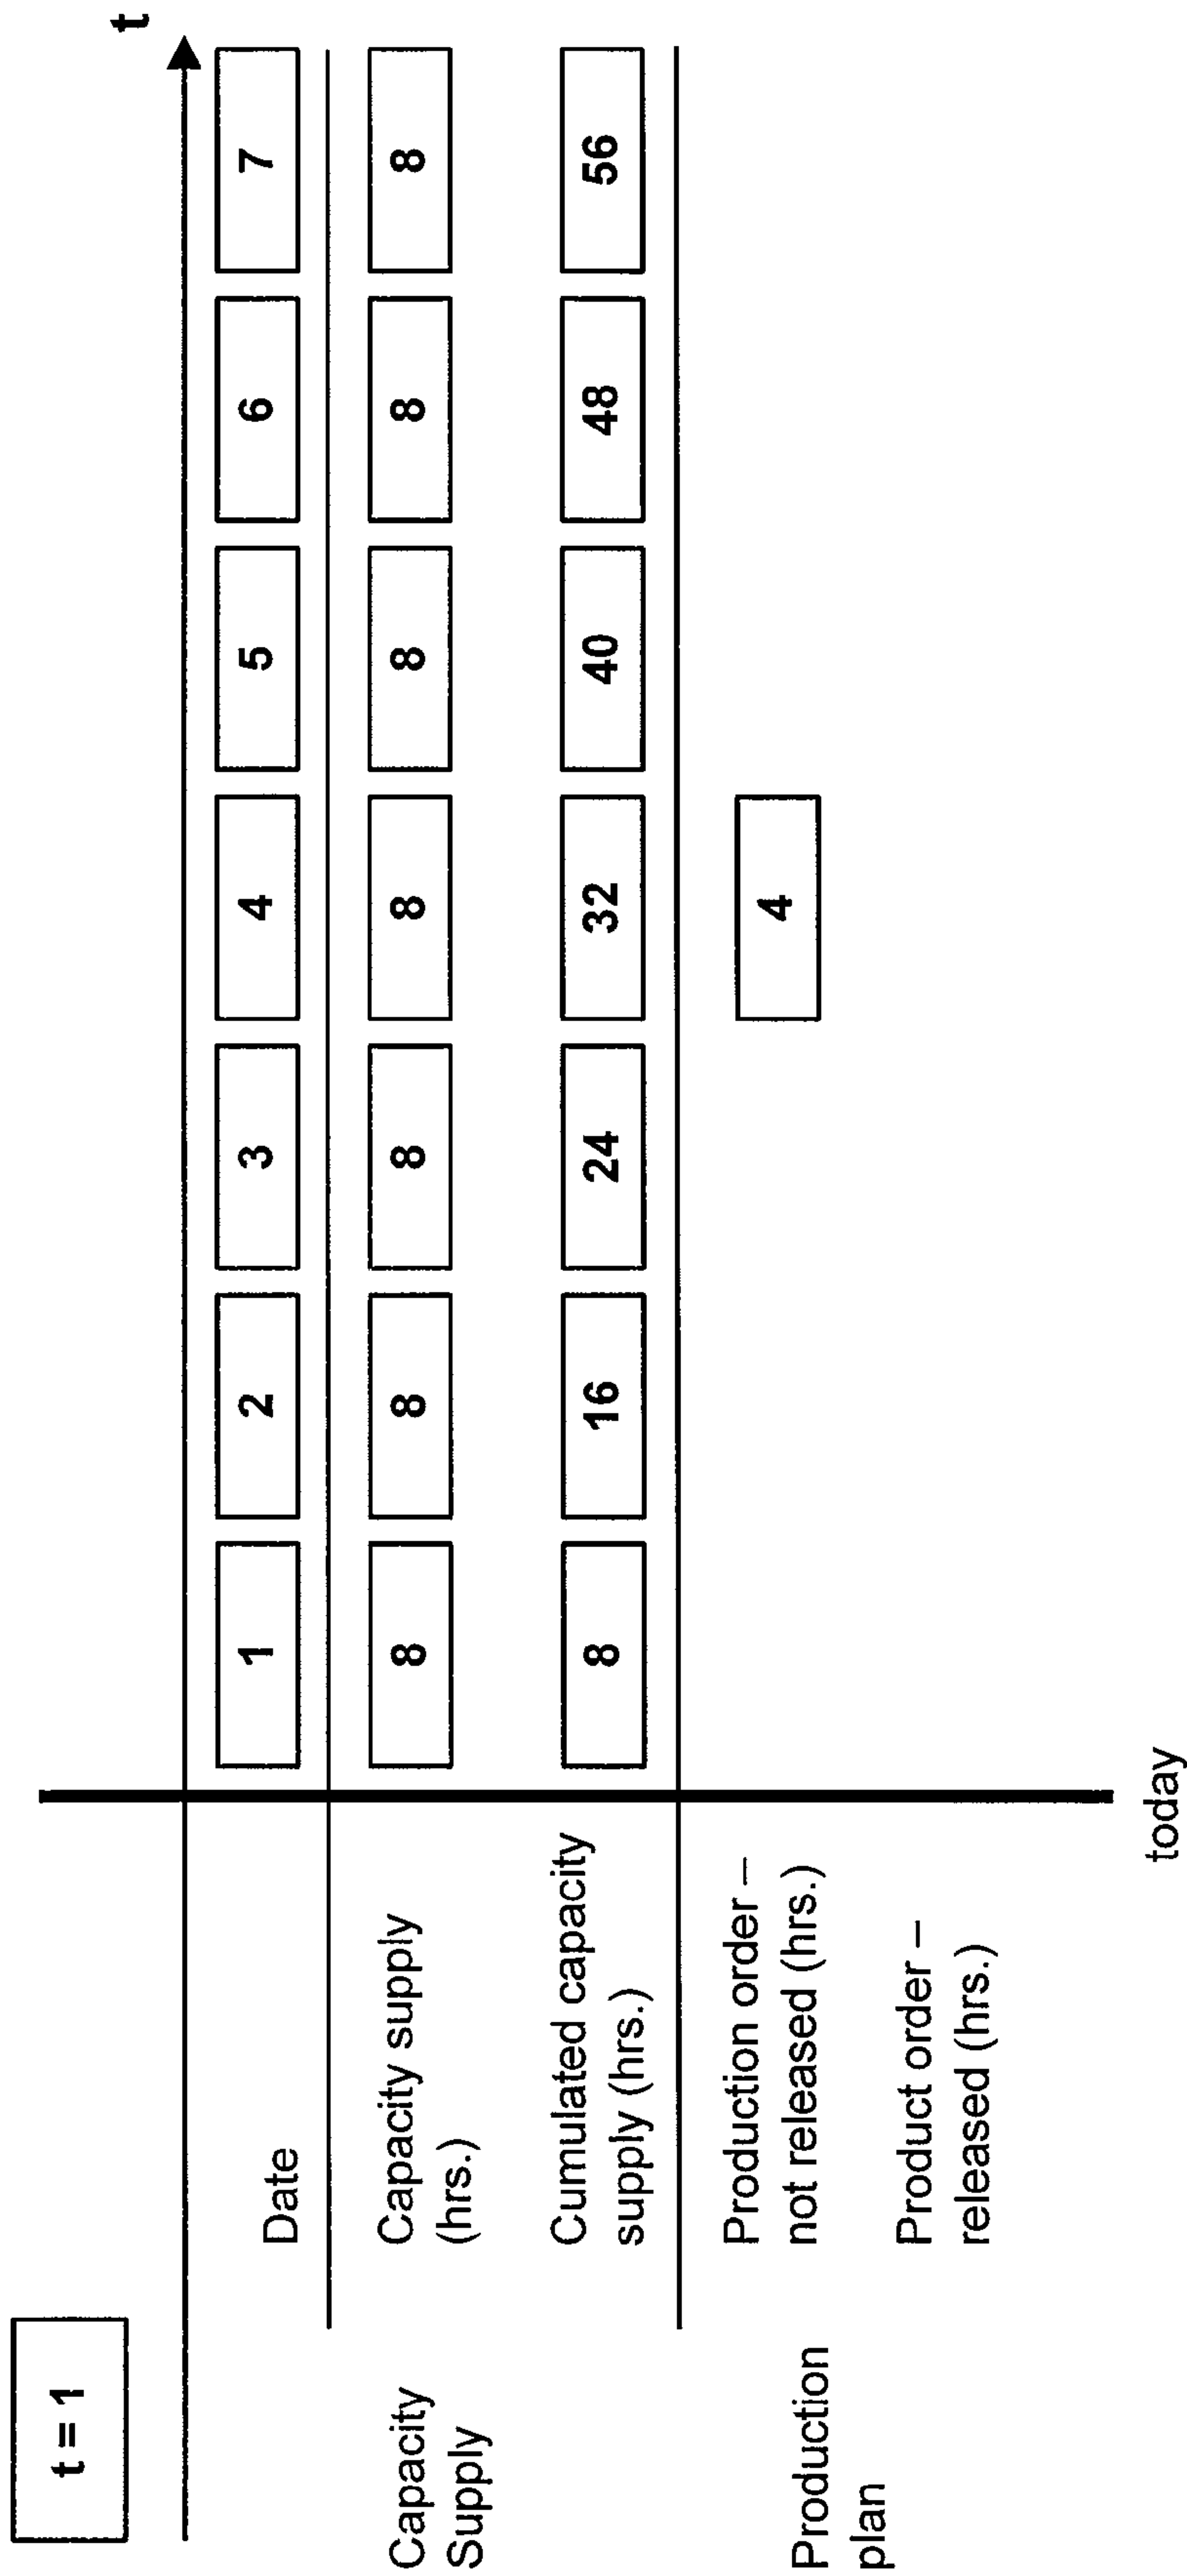 t = 1
t
Date
1 2 3 4 5 6 7
Capacity
Supply
Capacity supply
(hrs.)
8 8 8 8 8 8 8
Cumulated capacity
supply (hrs.)
8 16 24 32 40 48 56
Production
plan
Production order –
not released (hrs.)
4
Product order –
released (hrs.)
today